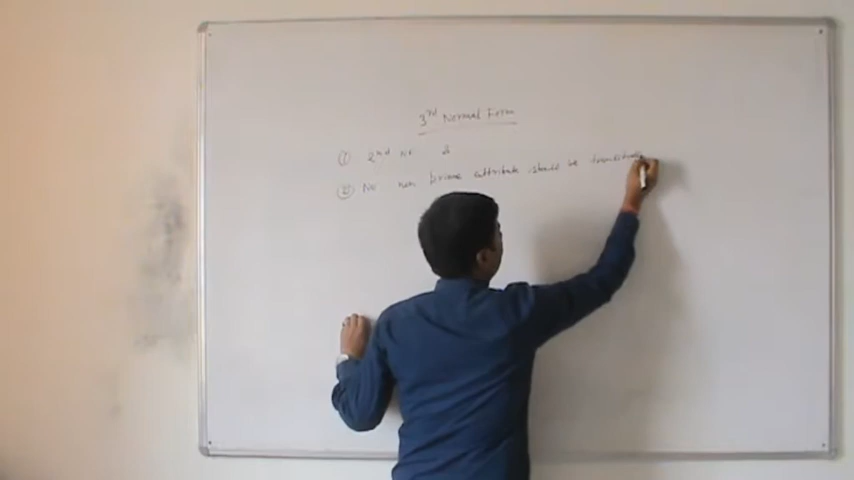 3rd Normal Form
① 2nd NF &
② No non prime attribute should be transitively